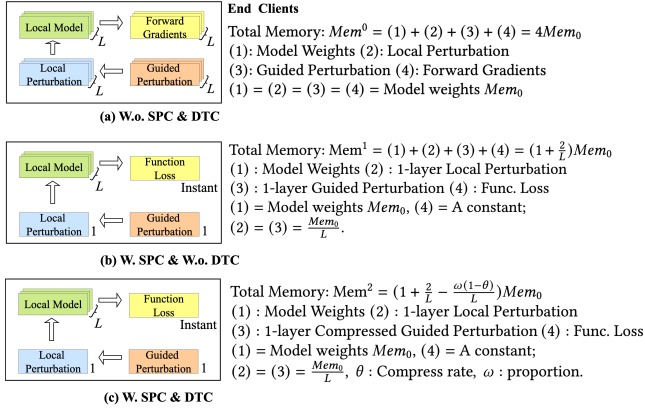 Local Model
L
Forward Gradients
L
Local Perturbation
L
Guided Perturbation
L
(a) W.o. SPC & DTC
End Clients
Total Memory: Mem⁰ = (1) + (2) + (3) + (4) = 4Mem₀
(1): Model Weights (2): Local Perturbation
(3): Guided Perturbation (4): Forward Gradients
(1) = (2) = (3) = (4) = Model weights Mem₀
Local Model
L
Function Loss
Instant
Local Perturbation
1
Guided Perturbation
1
(b) W. SPC & W.o. DTC
Total Memory: Mem¹ = (1) + (2) + (3) + (4) = (1 + 2/L)Mem₀
(1) : Model Weights (2) : 1-layer Local Perturbation
(3) : 1-layer Guided Perturbation (4) : Func. Loss
(1) = Model weights Mem₀, (4) = A constant;
(2) = (3) = Mem₀/L.
Local Model
L
Function Loss
Instant
Local Perturbation
1
Guided Perturbation
1
(c) W. SPC & W. DTC
Total Memory: Mem² = (1 + 2/L − ω(1−θ)/L)Mem₀
(1) : Model Weights (2) : 1-layer Local Perturbation
(3) : 1-layer Compressed Guided Perturbation (4) : Func. Loss
(1) = Model weights Mem₀, (4) = A constant;
(2) = (3) = Mem₀/L, θ : Compress rate, ω : proportion.